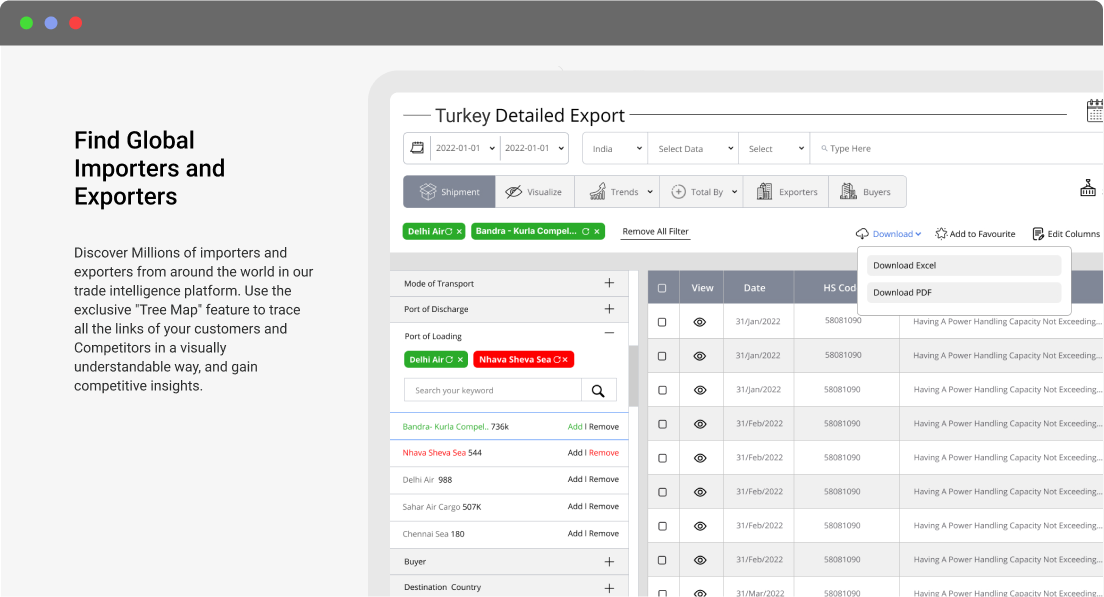 Find Global
Importers and
Exporters
Discover Millions of importers and
exporters from around the world in our
trade intelligence platform. Use the
exclusive "Tree Map" feature to trace
all the links of your customers and
Competitors in a visually
understandable way, and gain
competitive insights.
Turkey Detailed Export
2022-01-01 2022-01-01 India Select Data Select Type Here
Shipment Visualize Trends Total By Exporters Buyers
Delhi Air × Bandra - Kurla Compel... × Remove All Filter Download Add to Favourite Edit Columns
Download Excel
Download PDF
Mode of Transport +
Port of Discharge +
Port of Loading −
Delhi Air × Nhava Sheva Sea ×
Search your keyword
Bandra- Kurla Compel.. 736k Add | Remove
Nhava Sheva Sea 544 Add | Remove
Delhi Air 988 Add | Remove
Sahar Air Cargo 507K Add | Remove
Chennai Sea 180 Add | Remove
Buyer +
Destination Country +
View Date HS Cod
31/Jan/2022 S8081090 Having A Power Handling Capacity Not Exceeding...
31/Jan/2022 58081090 Having A Power Handling Capacity Not Exceeding...
31/Jan/2022 58081090 Having A Power Handling Capacity Not Exceeding...
31/Feb/2022 58081090 Having A Power Handling Capacity Not Exceeding...
31/Feb/2022 58081090 Having A Power Handling Capacity Not Exceeding...
31/Feb/2022 58081090 Having A Power Handling Capacity Not Exceeding...
31/Feb/2022 58081090 Having A Power Handling Capacity Not Exceeding...
31/Feb/2022 58081090 Having A Power Handling Capacity Not Exceeding...
31/Mar/2022 58081090 Having A Power Handling Capacity Not Exceeding...